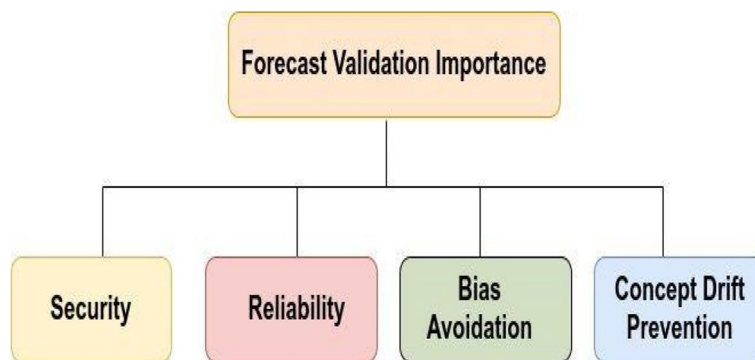 Forecast Validation Importance
Security
Reliability
Bias
Avoidation
Concept Drift
Prevention